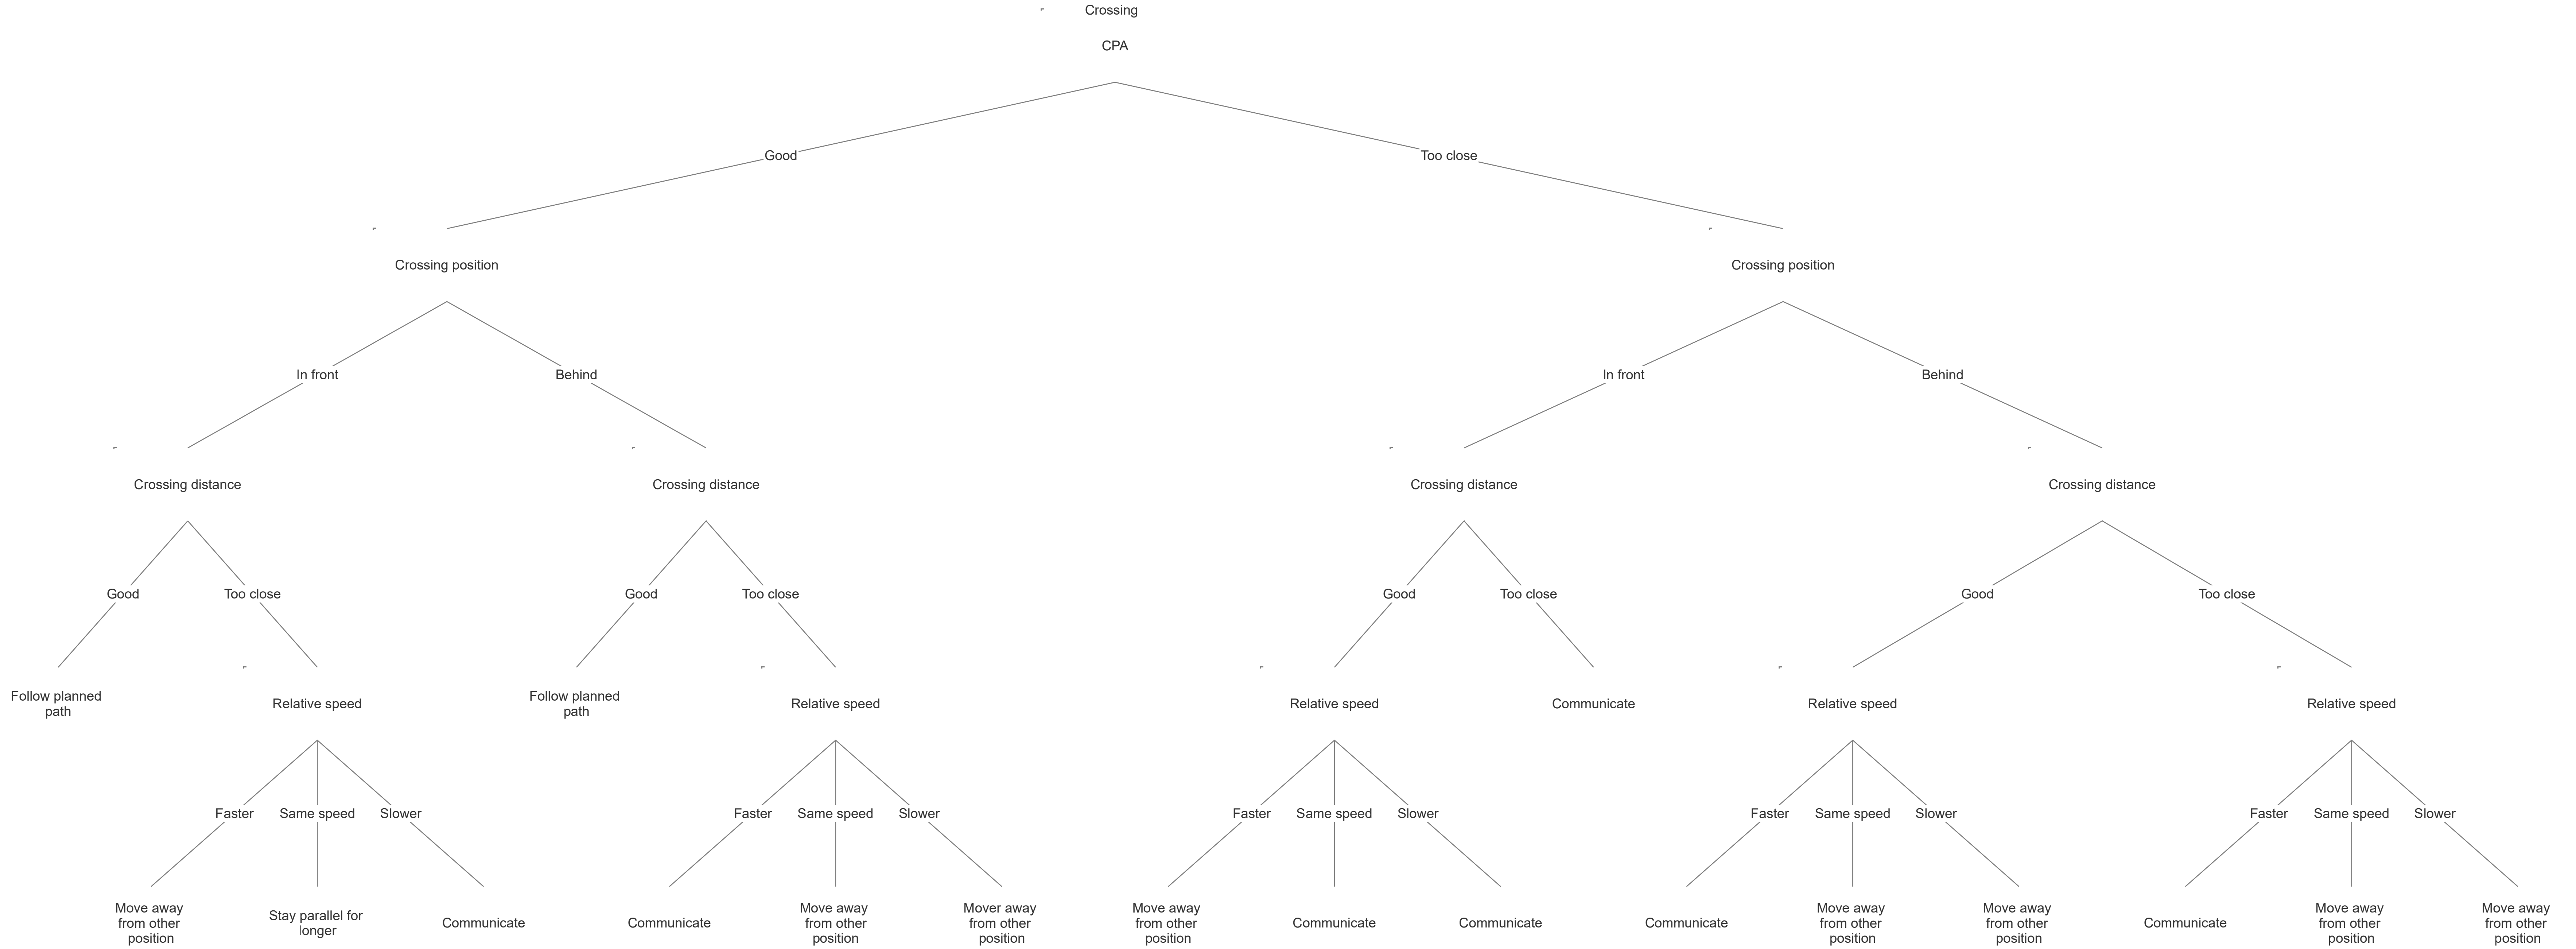 Crossing
CPA
Good
Too close
Crossing position
Crossing position
In front
Behind
In front
Behind
Crossing distance
Crossing distance
Crossing distance
Crossing distance
Good
Too close
Good
Too close
Good
Too close
Good
Too close
Follow planned
path
Relative speed
Follow planned
path
Relative speed
Relative speed
Communicate
Relative speed
Relative speed
Faster
Same speed
Slower
Faster
Same speed
Slower
Faster
Same speed
Slower
Faster
Same speed
Slower
Faster
Same speed
Slower
Move away
from other
position
Stay parallel for
longer
Communicate
Communicate
Move away
from other
position
Mover away
from other
position
Move away
from other
position
Communicate
Communicate
Communicate
Move away
from other
position
Move away
from other
position
Communicate
Move away
from other
position
Move away
from other
position